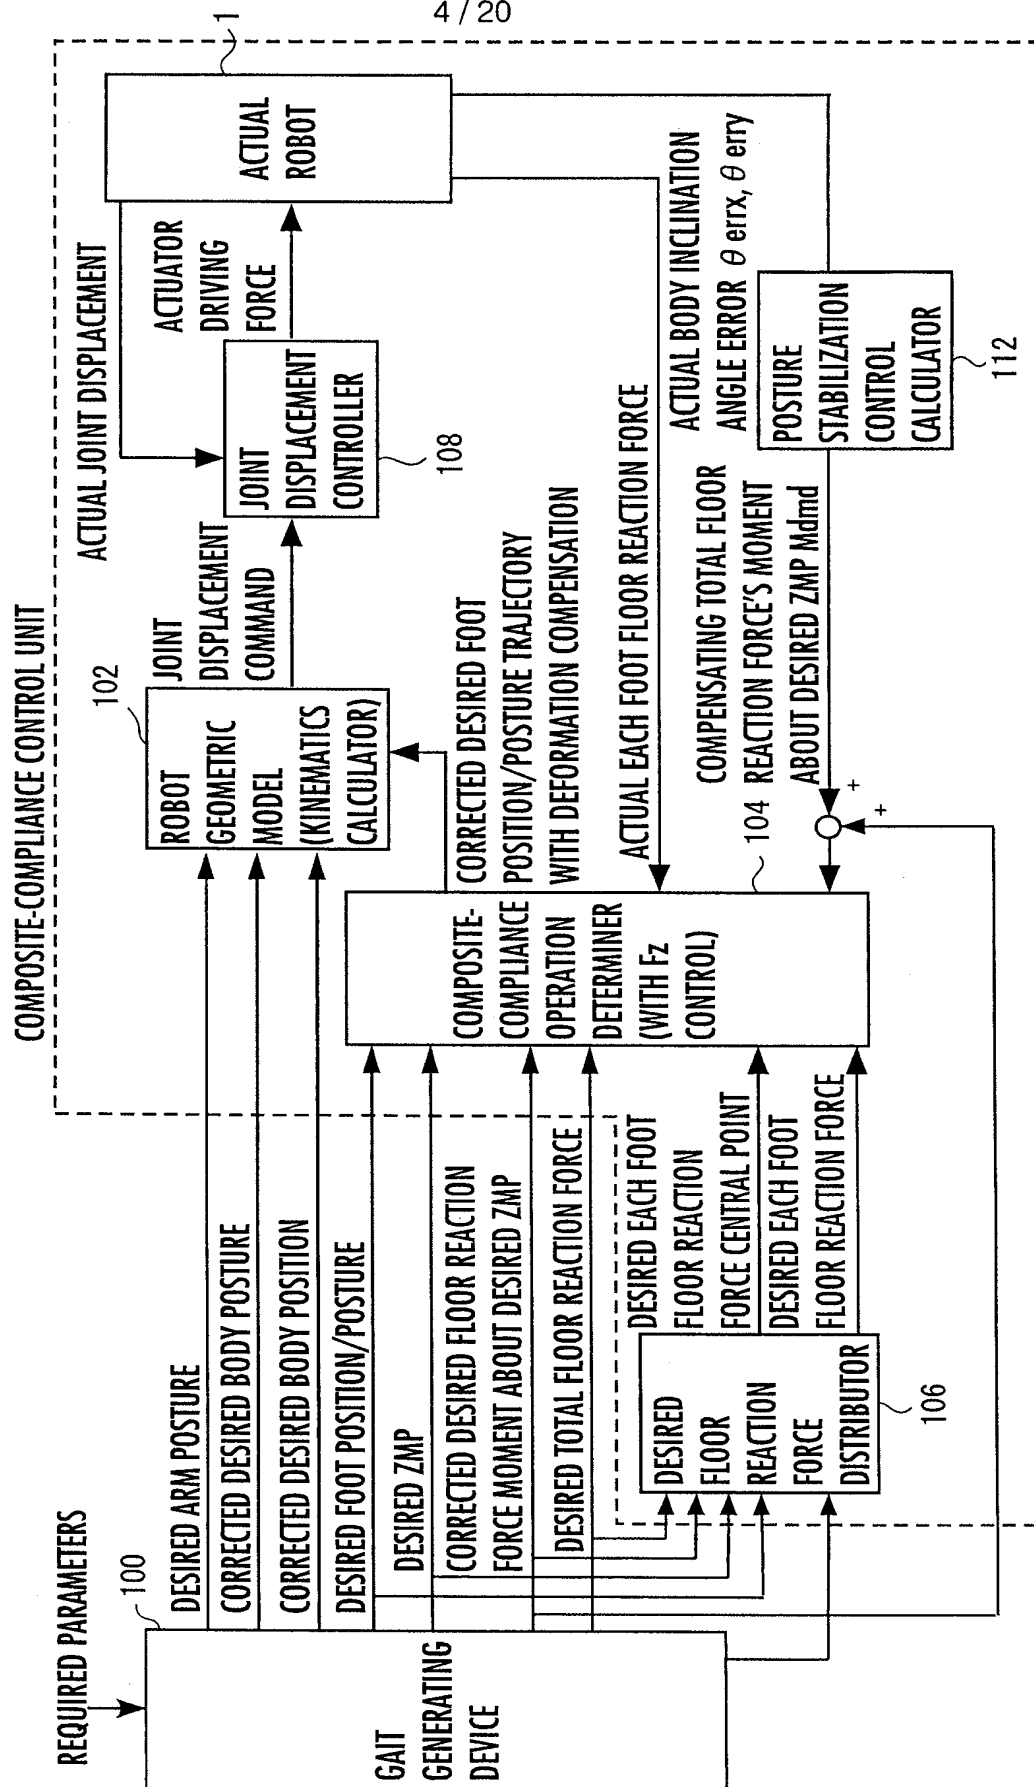 4 / 20
COMPOSITE-COMPLIANCE CONTROL UNIT
REQUIRED PARAMETERS
100
GAIT
GENERATING
DEVICE
DESIRED ARM POSTURE
CORRECTED DESIRED BODY POSTURE
CORRECTED DESIRED BODY POSITION
DESIRED FOOT POSITION/POSTURE
DESIRED ZMP
CORRECTED DESIRED FLOOR REACTION
FORCE MOMENT ABOUT DESIRED ZMP
DESIRED TOTAL FLOOR REACTION FORCE
DESIRED
FLOOR
REACTION
FORCE
DISTRIBUTOR
106
DESIRED EACH FOOT
FLOOR REACTION
FORCE CENTRAL POINT
DESIRED EACH FOOT
FLOOR REACTION FORCE
102
ROBOT
GEOMETRIC
MODEL
(KINEMATICS
CALCULATOR)
COMPOSITE-
COMPLIANCE
OPERATION
DETERMINER
(WITH Fz
CONTROL)
104
CORRECTED DESIRED FOOT
POSITION/POSTURE TRAJECTORY
WITH DEFORMATION COMPENSATION
JOINT
DISPLACEMENT
COMMAND
JOINT
DISPLACEMENT
CONTROLLER
108
ACTUAL JOINT DISPLACEMENT
ACTUATOR
DRIVING
FORCE
ACTUAL
ROBOT
1
ACTUAL EACH FOOT FLOOR REACTION FORCE
ACTUAL BODY INCLINATION
ANGLE ERROR θ errx, θ erry
POSTURE
STABILIZATION
CONTROL
CALCULATOR
112
COMPENSATING TOTAL FLOOR
REACTION FORCE'S MOMENT
ABOUT DESIRED ZMP Mdmd
+
+